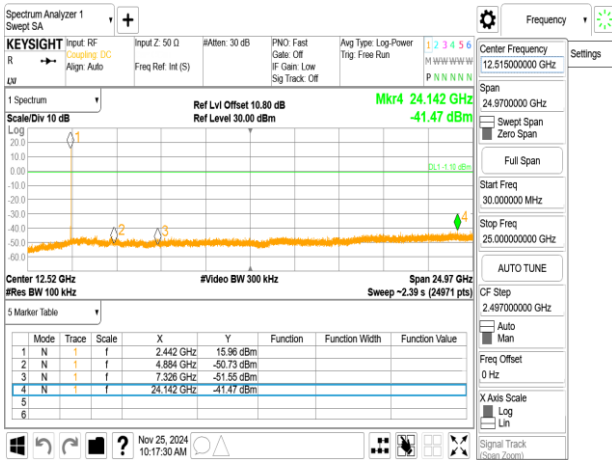 Spectrum Analyzer 1
Swept SA
Frequency
KEYSIGHT
Input: RF
Coupling: DC
Align: Auto
Input Z: 50 Ω
Freq Ref: Int (S)
#Atten: 30 dB
PNO: Fast
Gate: Off
IF Gain: Low
Sig Track: Off
Avg Type: Log-Power
Trig: Free Run
1 2 3 4 5 6
M W W W W W
P N N N N N
R
LXI
1 Spectrum
Scale/Div 10 dB
Ref Lvl Offset 10.80 dB
Ref Level 30.00 dBm
Mkr4 24.142 GHz
-41.47 dBm
Log
20.0
10.0
0.00
-10.0
-20.0
-30.0
-40.0
-50.0
-60.0
1
2
3
4
DL1 -1.10 dBm
Center 12.52 GHz
#Res BW 100 kHz
#Video BW 300 kHz
Span 24.97 GHz
Sweep ~2.39 s (24971 pts)
5 Marker Table
Mode Trace Scale X Y Function Function Width Function Value
1 N 1 f 2.442 GHz 15.96 dBm
2 N 1 f 4.884 GHz -50.73 dBm
3 N 1 f 7.326 GHz -51.55 dBm
4 N 1 f 24.142 GHz -41.47 dBm
5
6
?
Nov 25, 2024
10:17:30 AM
Center Frequency
12.515000000 GHz
Span
24.9700000 GHz
Swept Span
Zero Span
Full Span
Start Freq
30.000000 MHz
Stop Freq
25.000000000 GHz
AUTO TUNE
CF Step
2.497000000 GHz
Auto
Man
Freq Offset
0 Hz
X Axis Scale
Log
Lin
Signal Track
(Span Zoom)
Settings